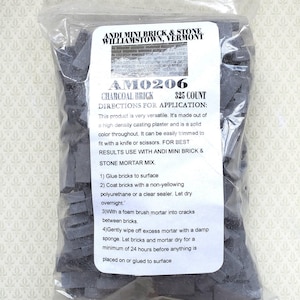 ANDI MINI BRICK & STONE
WILLIAMSTOWN, VERMONT
AM0206
CHARCOAL BRICK 325 COUNT
DIRECTIONS FOR APPLICATION:
This product is very versatile. It's made out of
a high density casting plaster and is a solid
color throughout. It can be easily trimmed to
fit with a knife or scissors. FOR BEST
RESULTS USE WITH ANDI MINI BRICK &
STONE MORTAR MIX.
1) Glue bricks to surface
2) Coat bricks with a non-yellowing
polyurethane or a clear sealer. Let dry
overnight.
3)With a foam brush mortar into cracks
between bricks.
4)Gently wipe off excess mortar with a damp
sponge. Let bricks and mortar dry for a
minimum of 24 hours before anything is
placed on or glued to surface